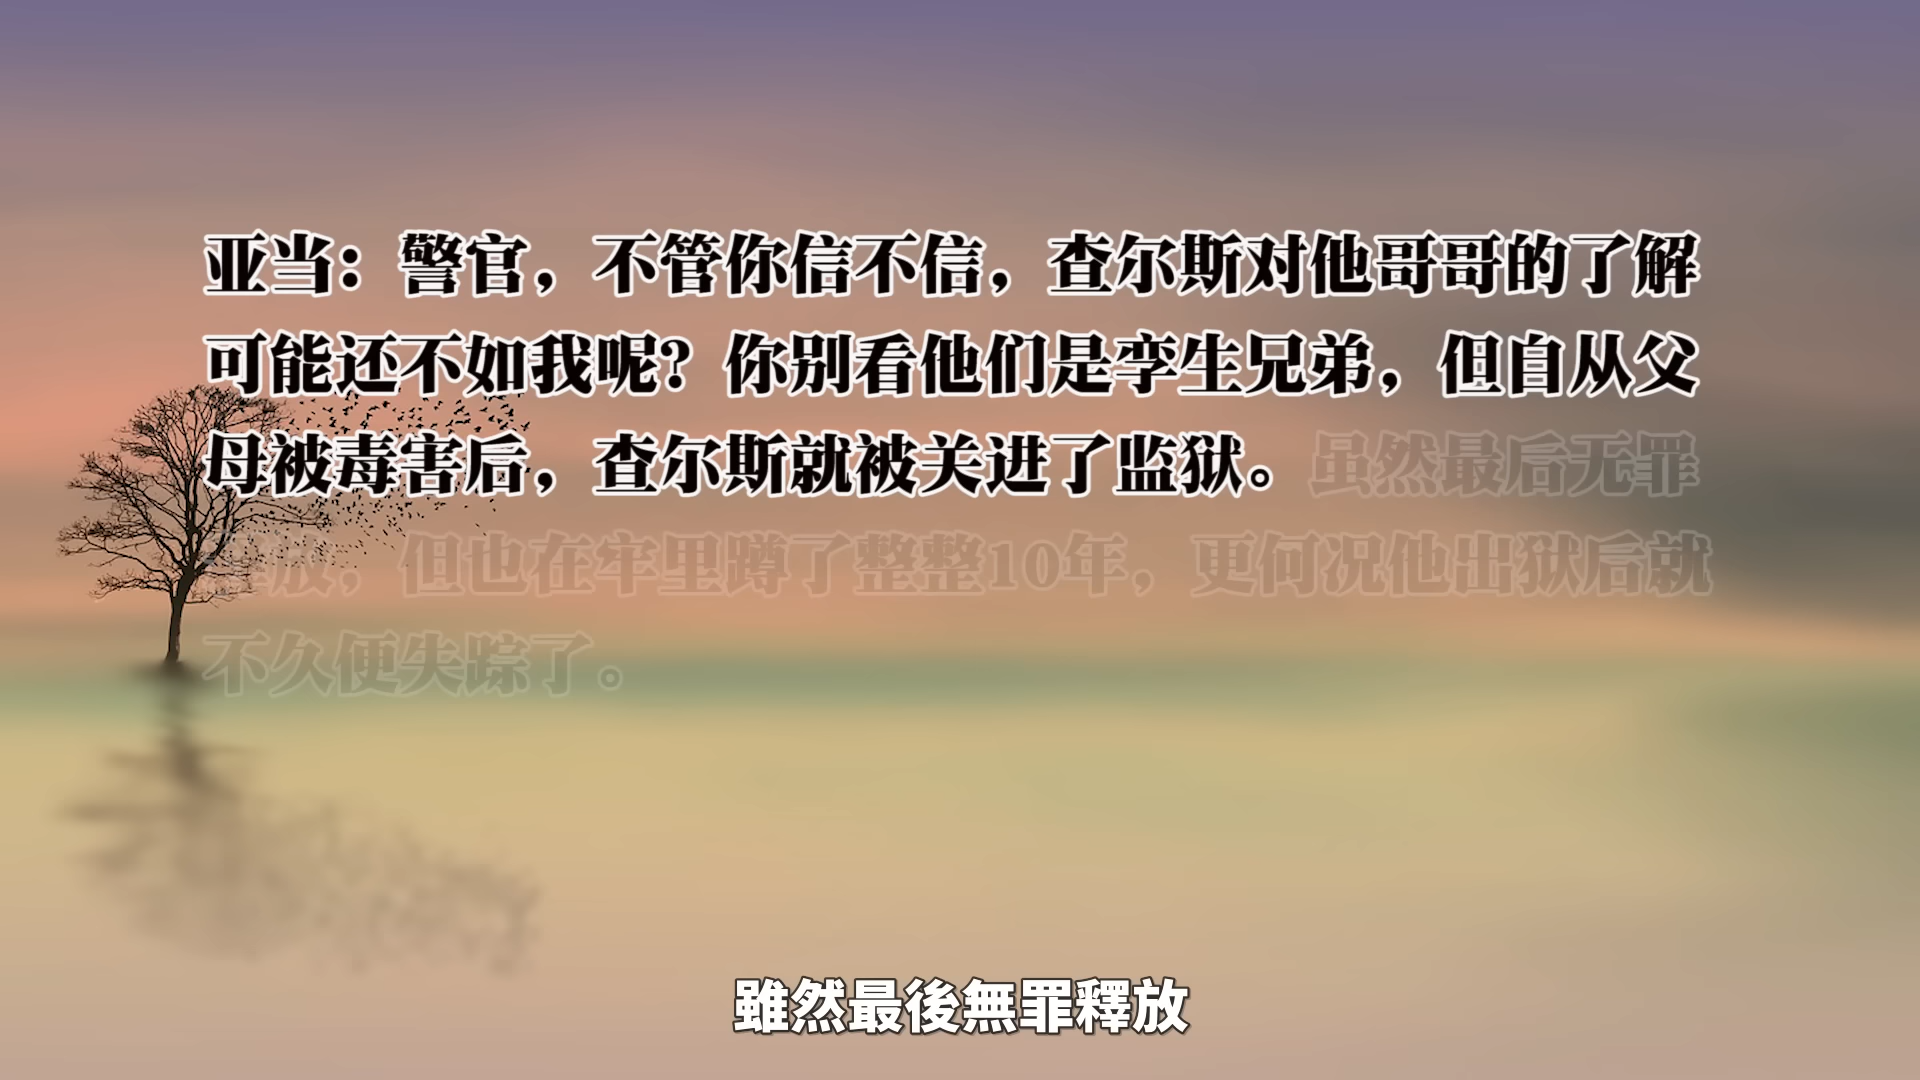 亚当：警官，不管你信不信，查尔斯对他哥哥的了解
可能还不如我呢？你别看他们是孪生兄弟，但自从父
母被毒害后，查尔斯就被关进了监狱。虽然最后无罪
释放，但也在牢里蹲了整整10年，更何况他出狱后就
不久便失踪了。
雖然最後無罪釋放